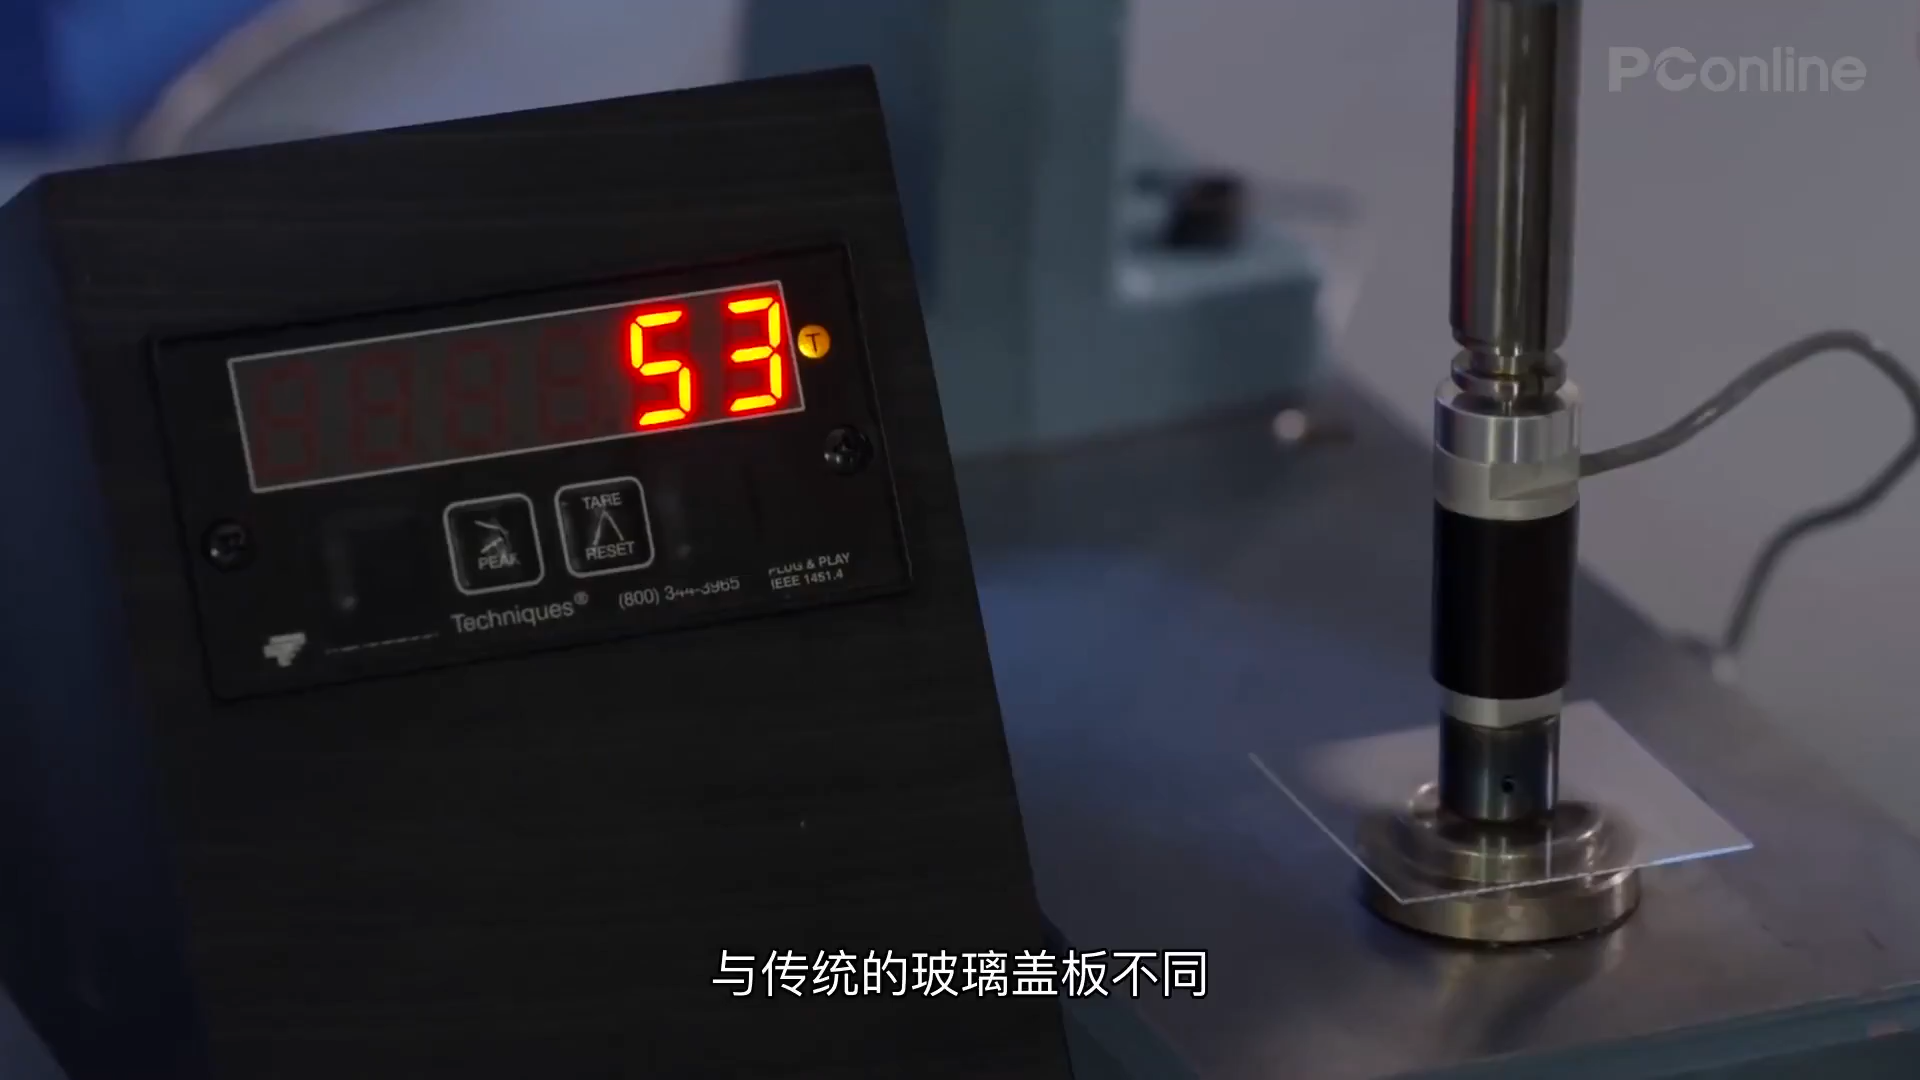 PConline
53
T
PEAK
TARE
RESET
Techniques®
(800) 344-3965
PLUG & PLAY
IEEE 1451.4
与传统的玻璃盖板不同